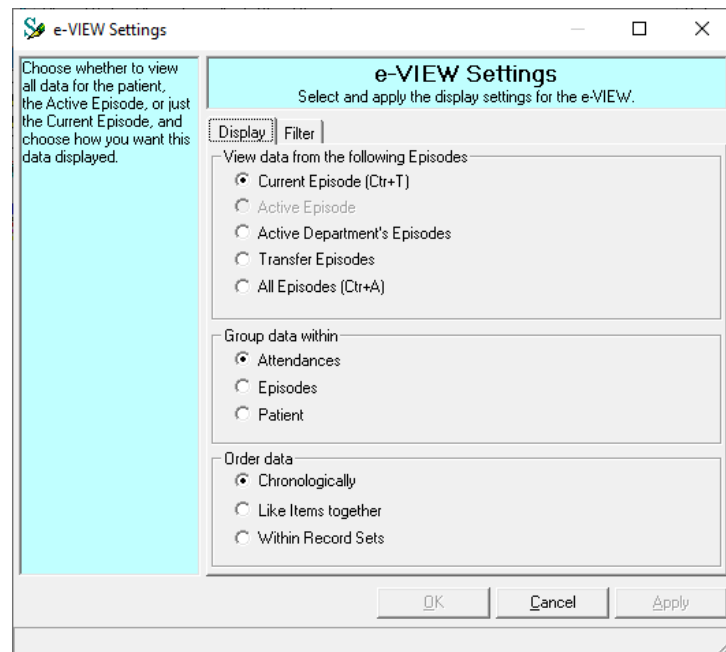 e-VIEW Settings
Choose whether to view
all data for the patient,
the Active Episode, or just
the Current Episode, and
choose how you want this
data displayed.
e-VIEW Settings
Select and apply the display settings for the e-VIEW.
Display Filter
View data from the following Episodes
Current Episode (Ctr+T)
Active Episode
Active Department's Episodes
Transfer Episodes
All Episodes (Ctr+A)
Group data within
Attendances
Episodes
Patient
Order data
Chronologically
Like Items together
Within Record Sets
OK Cancel Apply